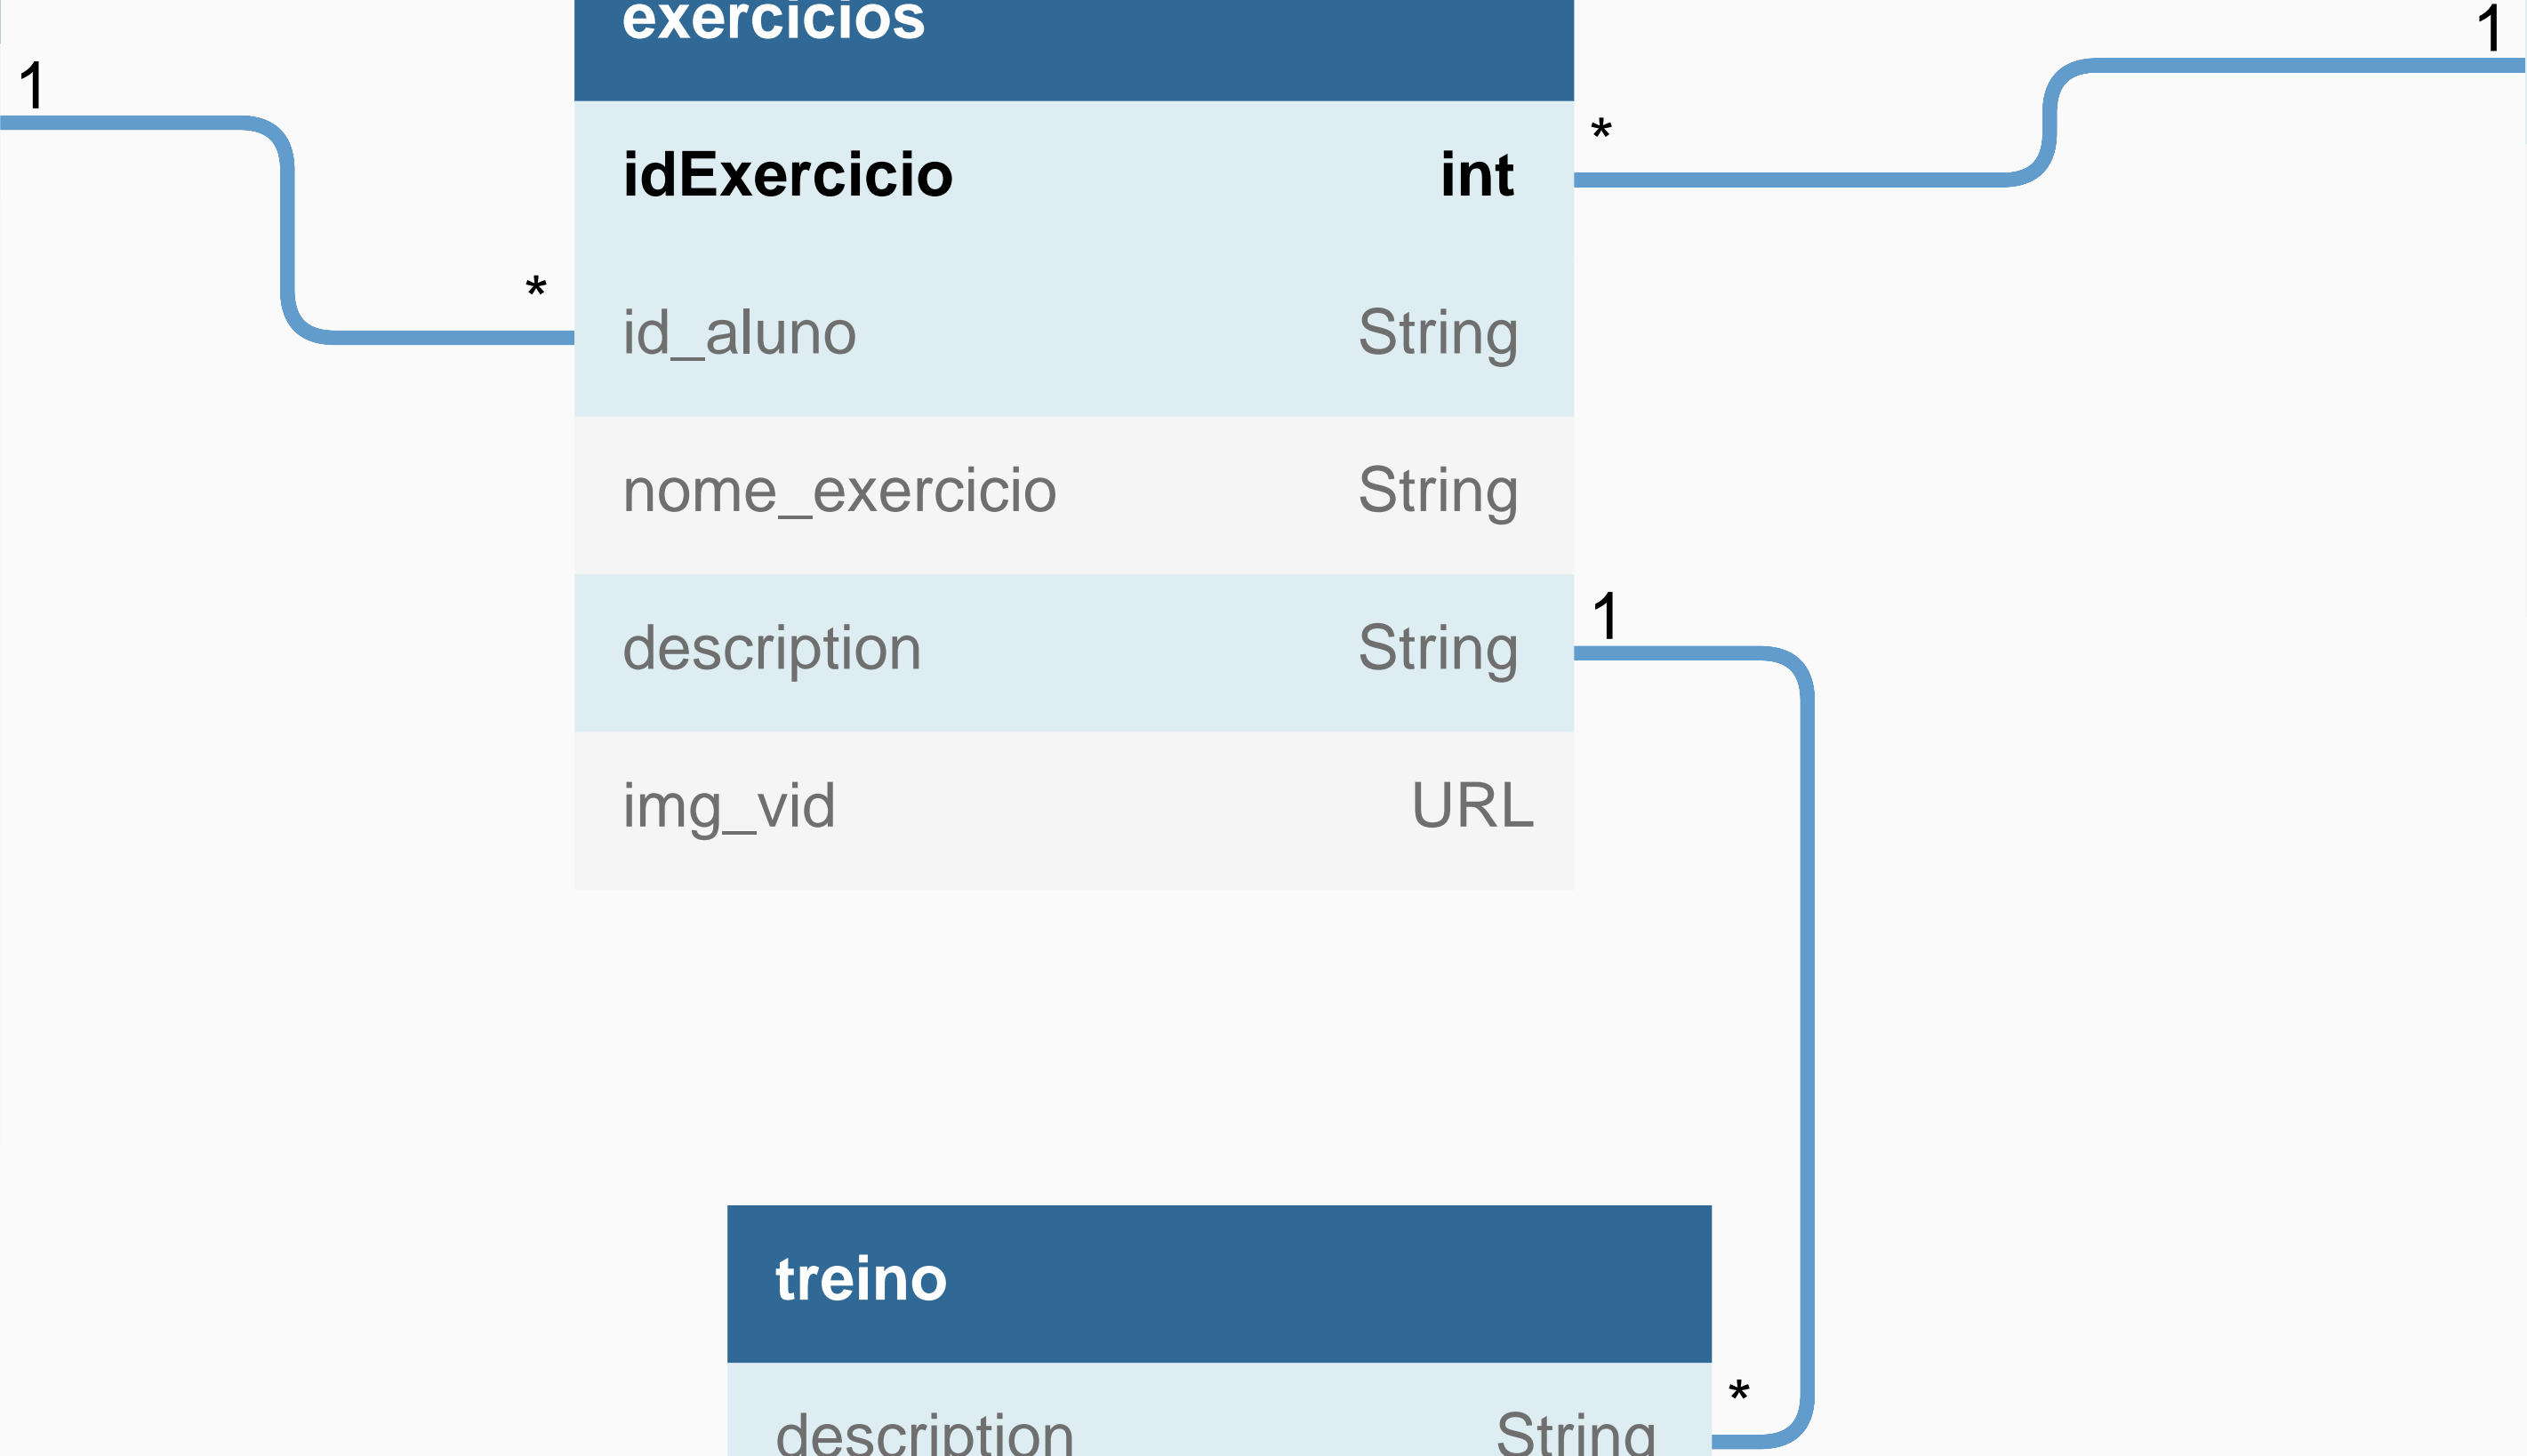 exercicios
1
1
*
idExercicio int
*
id_aluno String
nome_exercicio String
1
description String
img_vid URL
treino
*
description String